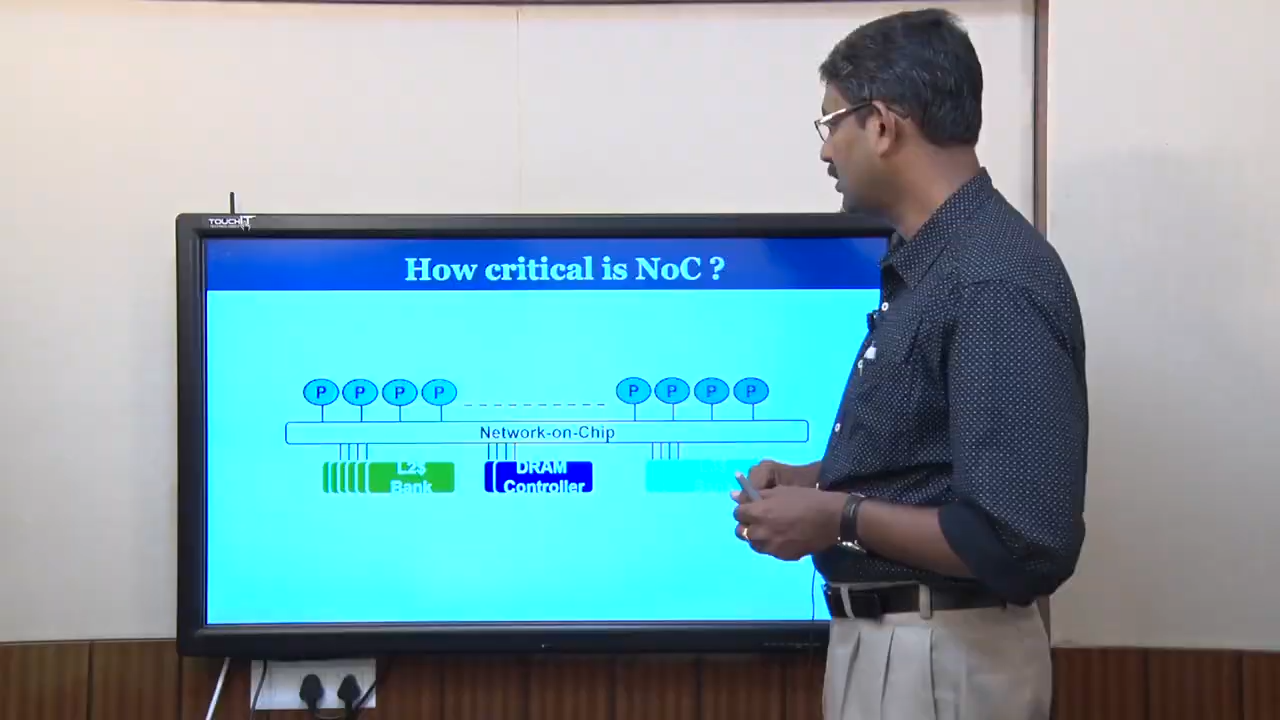 TOUCHIT
How critical is NoC ?
P P P P P P P P
Network-on-Chip
L2$
Bank
DRAM
Controller